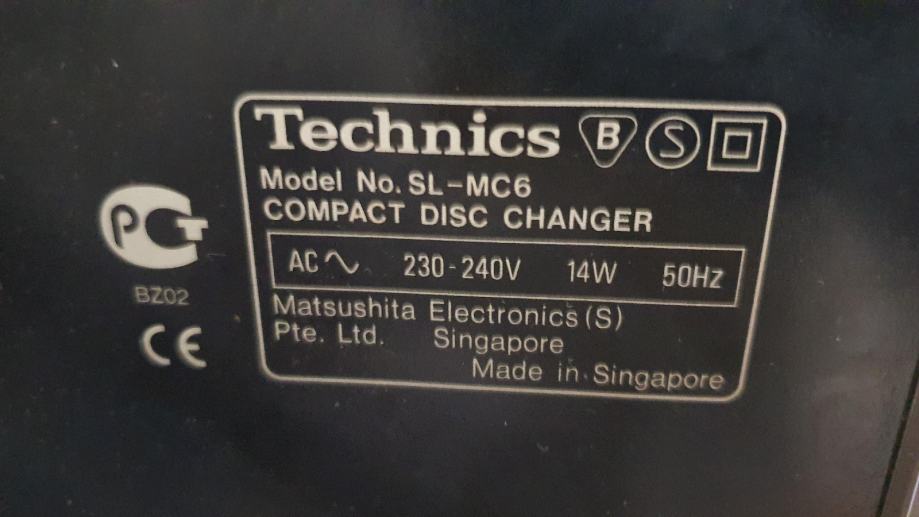 Technics B S
Model No. SL-MC6
COMPACT DISC CHANGER
AC 230-240V 14W 50Hz
Matsushita Electronics (S)
Pte. Ltd. Singapore
Made in Singapore
PCT
BZ02
CE